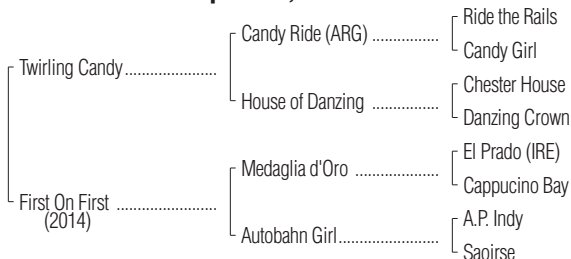 Twirling Candy ......................
Candy Ride (ARG) ................
Ride the Rails
Candy Girl
House of Danzing ................
Chester House
Danzing Crown
First On First ........................
(2014)
Medaglia d'Oro ....................
El Prado (IRE)
Cappucino Bay
Autobahn Girl........................
A.P. Indy
Saoirse